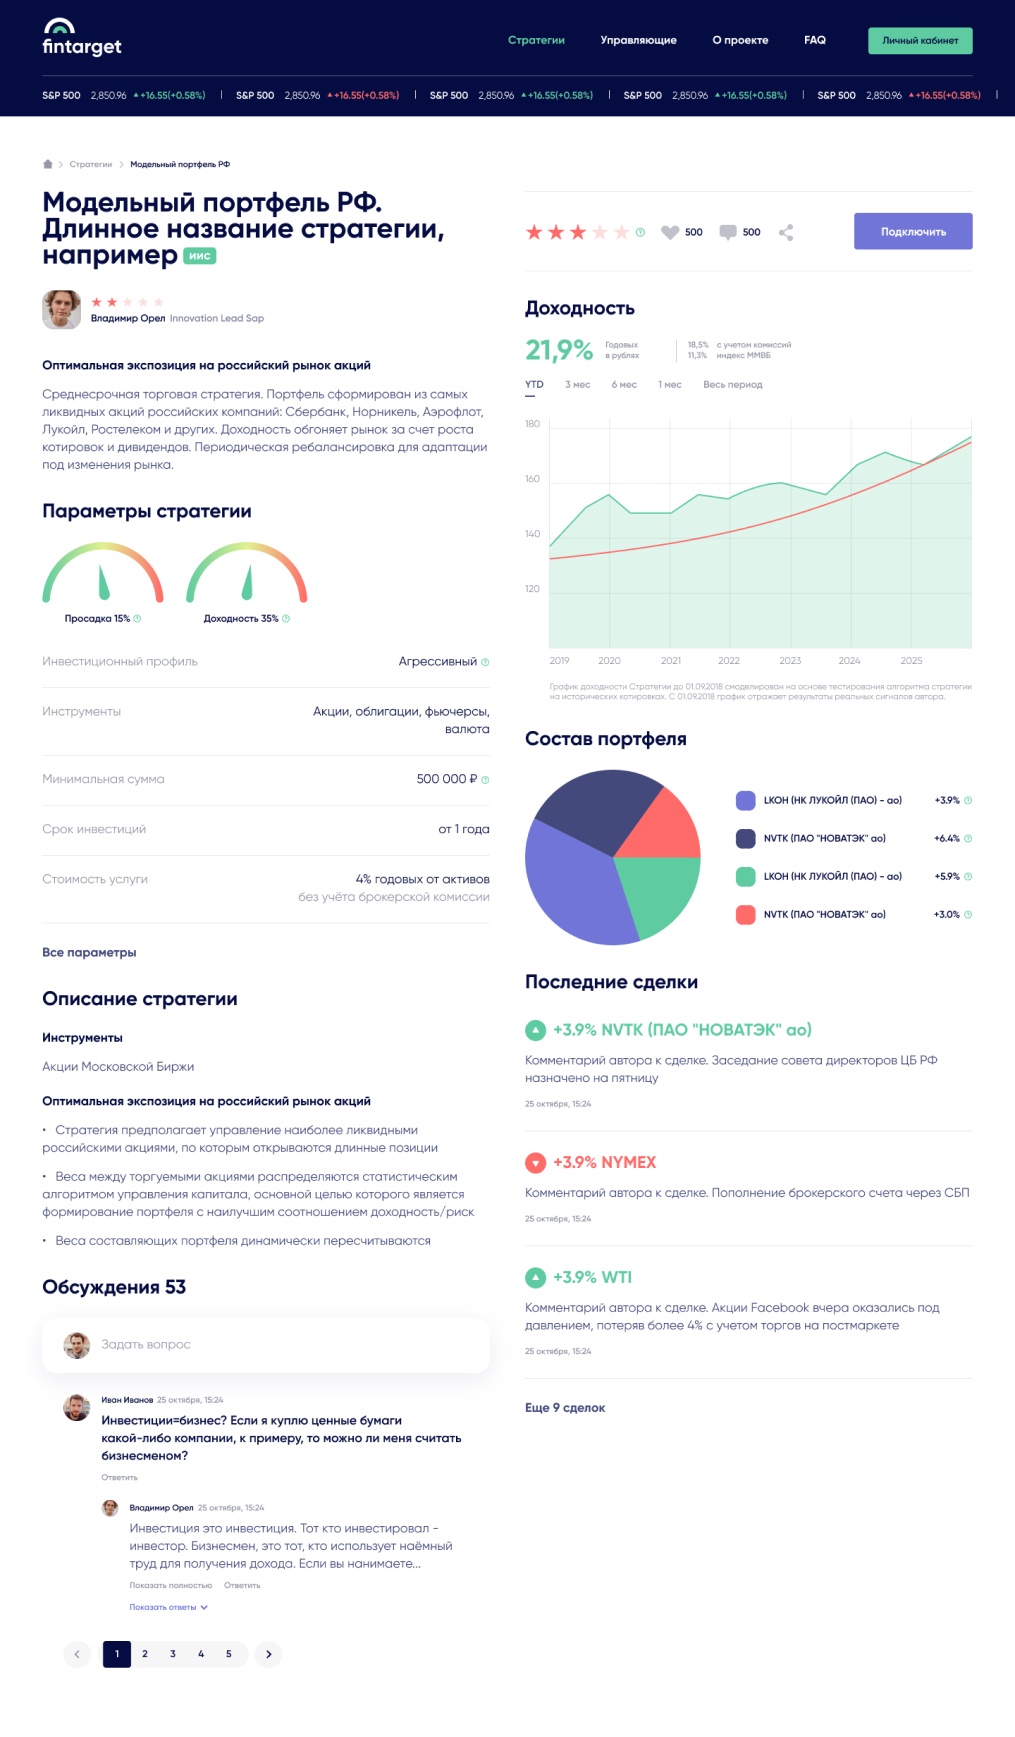 fintarget
Стратегии Управляющие О проекте FAQ Личный кабинет
S&P 500 2,850.96 +16.55(+0.58%) | S&P 500 2,850.96 +16.55(+0.58%) | S&P 500 2,850.96 +16.55(+0.58%) | S&P 500 2,850.96 +16.55(+0.58%) | S&P 500 2,850.96 +16.55(+0.58%) |
Стратегии Модельный портфель РФ
Модельный портфель РФ.
Длинное название стратегии,
например ИИС
Владимир Орел Innovation Lead Sap
Оптимальная экспозиция на российский рынок акций
Среднесрочная торговая стратегия. Портфель сформирован из самых
ликвидных акций российских компаний: Сбербанк, Норникель, Аэрофлот,
Лукойл, Ростелеком и других. Доходность обгоняет рынок за счет роста
котировок и дивидендов. Периодическая ребалансировка для адаптации
под изменения рынка.
Параметры стратегии
Просадка 15% Доходность 35%
Инвестиционный профиль Агрессивный
Инструменты Акции, облигации, фьючерсы,
валюта
Минимальная сумма 500 000 ₽
Срок инвестиций от 1 года
Стоимость услуги 4% годовых от активов
без учёта брокерской комиссии
Все параметры
Описание стратегии
Инструменты
Акции Московской Биржи
Оптимальная экспозиция на российский рынок акций
• Стратегия предполагает управление наиболее ликвидными
российскими акциями, по которым открываются длинные позиции
• Веса между торгуемыми акциями распределяются статистическим
алгоритмом управления капитала, основной целью которого является
формирование портфеля с наилучшим соотношением доходность/риск
• Веса составляющих портфеля динамически пересчитываются
Обсуждения 53
Задать вопрос
Иван Иванов 25 октября, 15:24
Инвестиции=бизнес? Если я куплю ценные бумаги
какой-либо компании, к примеру, то можно ли меня считать
бизнесменом?
Ответить
Владимир Орел 25 октября, 15:24
Инвестиция это инвестиция. Тот кто инвестировал -
инвестор. Бизнесмен, это тот, кто использует наёмный
труд для получения дохода. Если вы нанимаете...
Показать полностью Ответить
Показать ответы
1 2 3 4 5
500 500 Подключить
Доходность
21,9% Годовых
в рублях
18,5% с учетом комиссий
11,3% индекс ММВБ
YTD 3 мес 6 мес 1 мес Весь период
180
160
140
120
2019 2020 2021 2022 2023 2024 2025
График доходности Стратегии до 01.09.2018 смоделирован на основе тестирования алгоритма стратегии
на исторических котировках. С 01.09.2018 график отражает результаты реальных сигналов автора.
Состав портфеля
LKOH (НК ЛУКОЙЛ (ПАО) - ао) +3.9%
NVTK (ПАО "НОВАТЭК" ао) +6.4%
LKOH (НК ЛУКОЙЛ (ПАО) - ао) +5.9%
NVTK (ПАО "НОВАТЭК" ао) +3.0%
Последние сделки
+3.9% NVTK (ПАО "НОВАТЭК" ао)
Комментарий автора к сделке. Заседание совета директоров ЦБ РФ
назначено на пятницу
25 октября, 15:24
+3.9% NYMEX
Комментарий автора к сделке. Пополнение брокерского счета через СБП
25 октября, 15:24
+3.9% WTI
Комментарий автора к сделке. Акции Facebook вчера оказались под
давлением, потеряв более 4% с учетом торгов на постмаркете
25 октября, 15:24
Еще 9 сделок